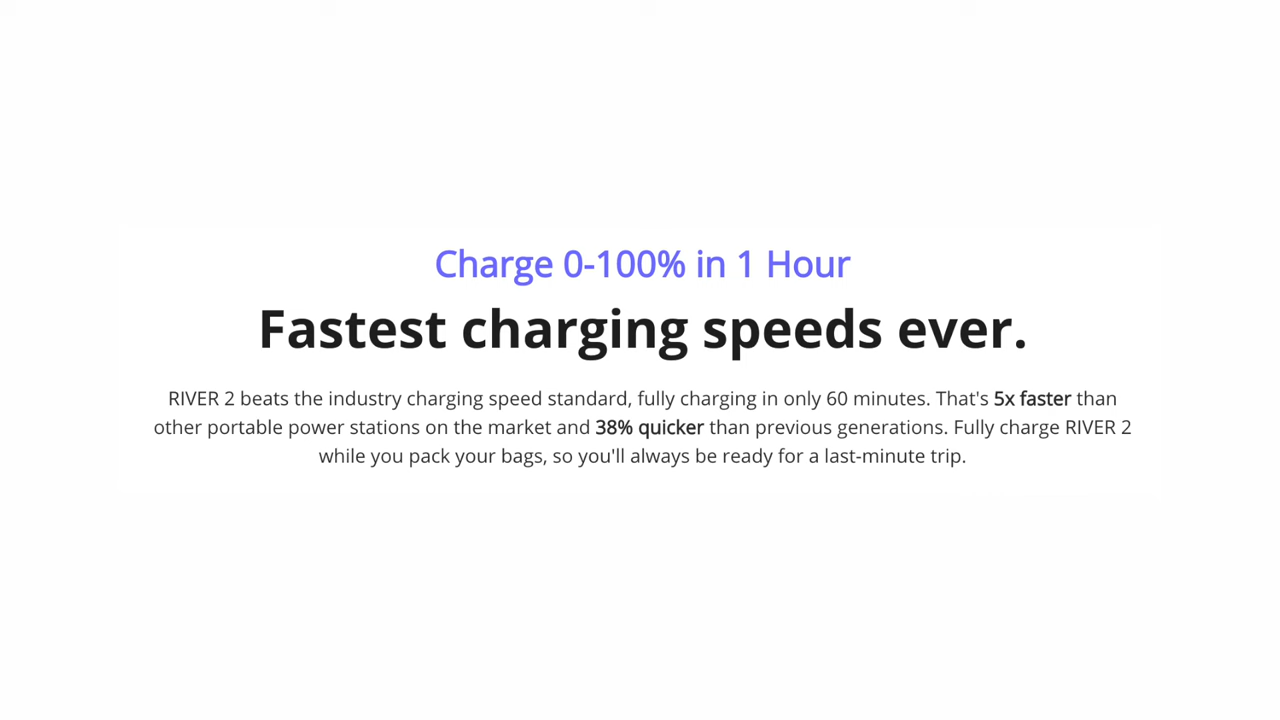 Charge 0-100% in 1 Hour
Fastest charging speeds ever.
RIVER 2 beats the industry charging speed standard, fully charging in only 60 minutes. That's 5x faster than
other portable power stations on the market and 38% quicker than previous generations. Fully charge RIVER 2
while you pack your bags, so you'll always be ready for a last-minute trip.